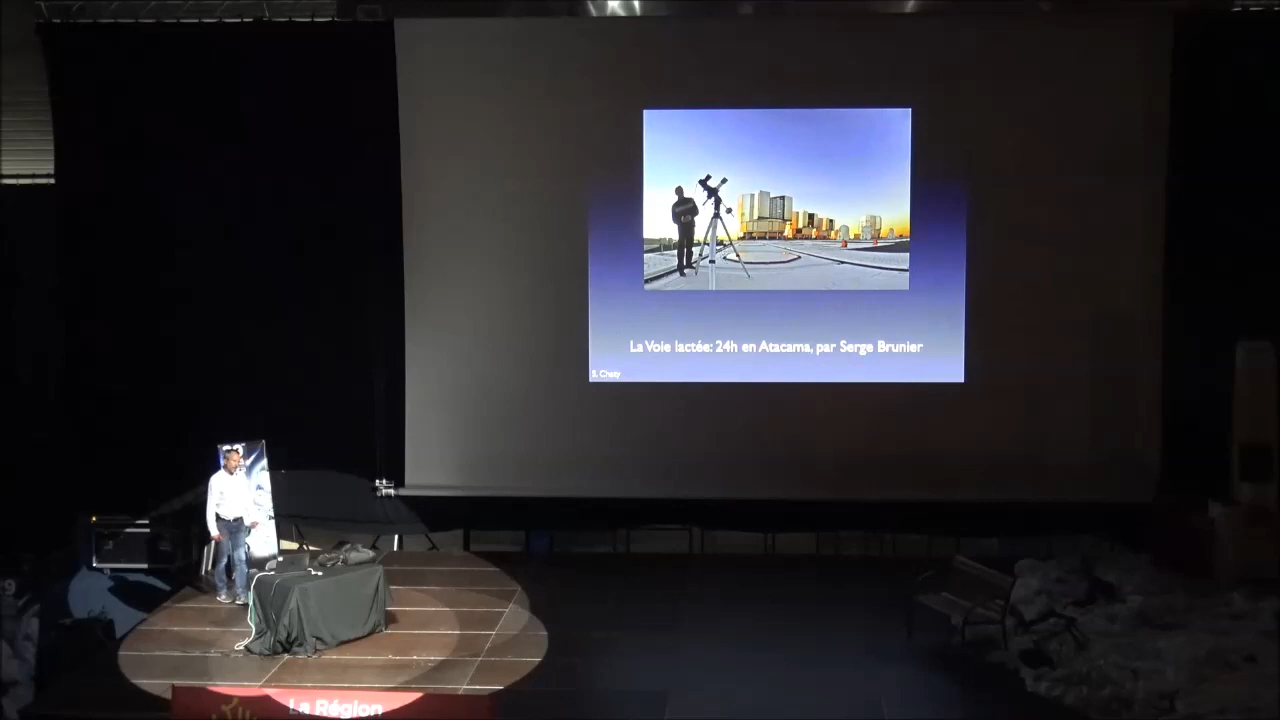 La Voie lactée: 24h en Atacama, par Serge Brunier
S. Chaty
La Région